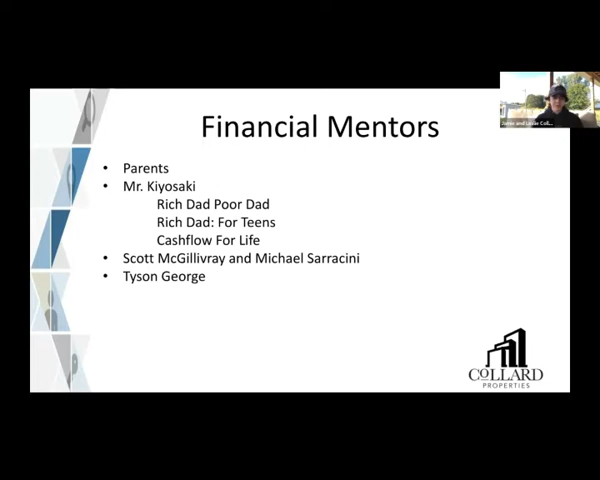 Financial Mentors
• Parents
• Mr. Kiyosaki
Rich Dad Poor Dad
Rich Dad: For Teens
Cashflow For Life
• Scott McGillivray and Michael Sarracini
• Tyson George
COLLARD
PROPERTIES